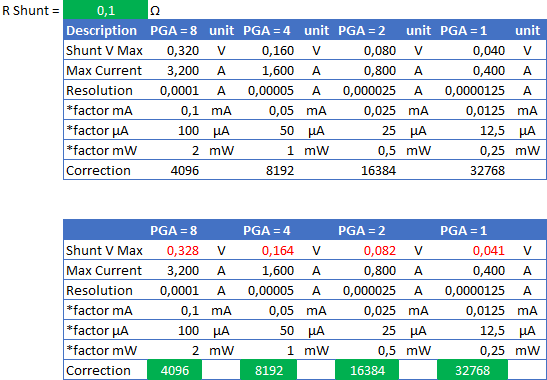 R Shunt = 0,1 Ω
Description PGA = 8 unit PGA = 4 unit PGA = 2 unit PGA = 1 unit
Shunt V Max 0,320 V 0,160 V 0,080 V 0,040 V
Max Current 3,200 A 1,600 A 0,800 A 0,400 A
Resolution 0,0001 A 0,00005 A 0,000025 A 0,0000125 A
*factor mA 0,1 mA 0,05 mA 0,025 mA 0,0125 mA
*factor µA 100 µA 50 µA 25 µA 12,5 µA
*factor mW 2 mW 1 mW 0,5 mW 0,25 mW
Correction 4096 8192 16384 32768
PGA = 8 PGA = 4 PGA = 2 PGA = 1
Shunt V Max 0,328 V 0,164 V 0,082 V 0,041 V
Max Current 3,200 A 1,600 A 0,800 A 0,400 A
Resolution 0,0001 A 0,00005 A 0,000025 A 0,0000125 A
*factor mA 0,1 mA 0,05 mA 0,025 mA 0,0125 mA
*factor µA 100 µA 50 µA 25 µA 12,5 µA
*factor mW 2 mW 1 mW 0,5 mW 0,25 mW
Correction 4096 8192 16384 32768